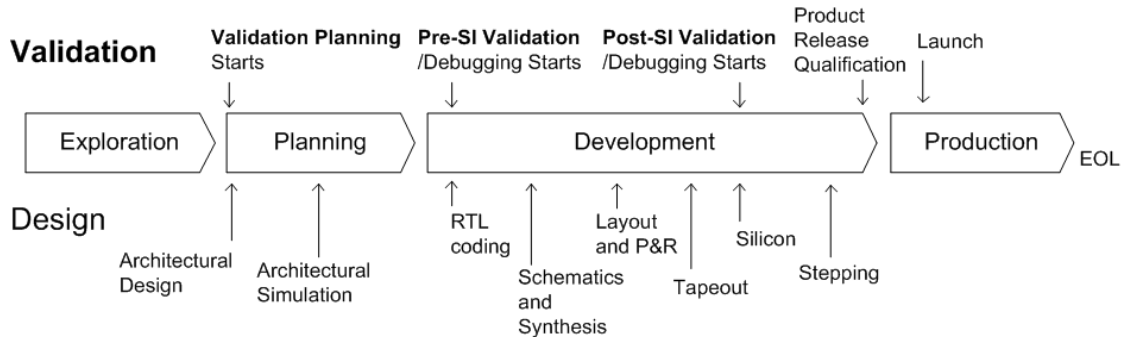 Validation
Validation Planning
Starts
Pre-SI Validation
/Debugging Starts
Post-SI Validation
/Debugging Starts
Product
Release
Qualification
Launch
Exploration
Planning
Development
Production
EOL
Design
Architectural
Design
Architectural
Simulation
RTL
coding
Schematics
and
Synthesis
Layout
and P&R
Tapeout
Silicon
Stepping